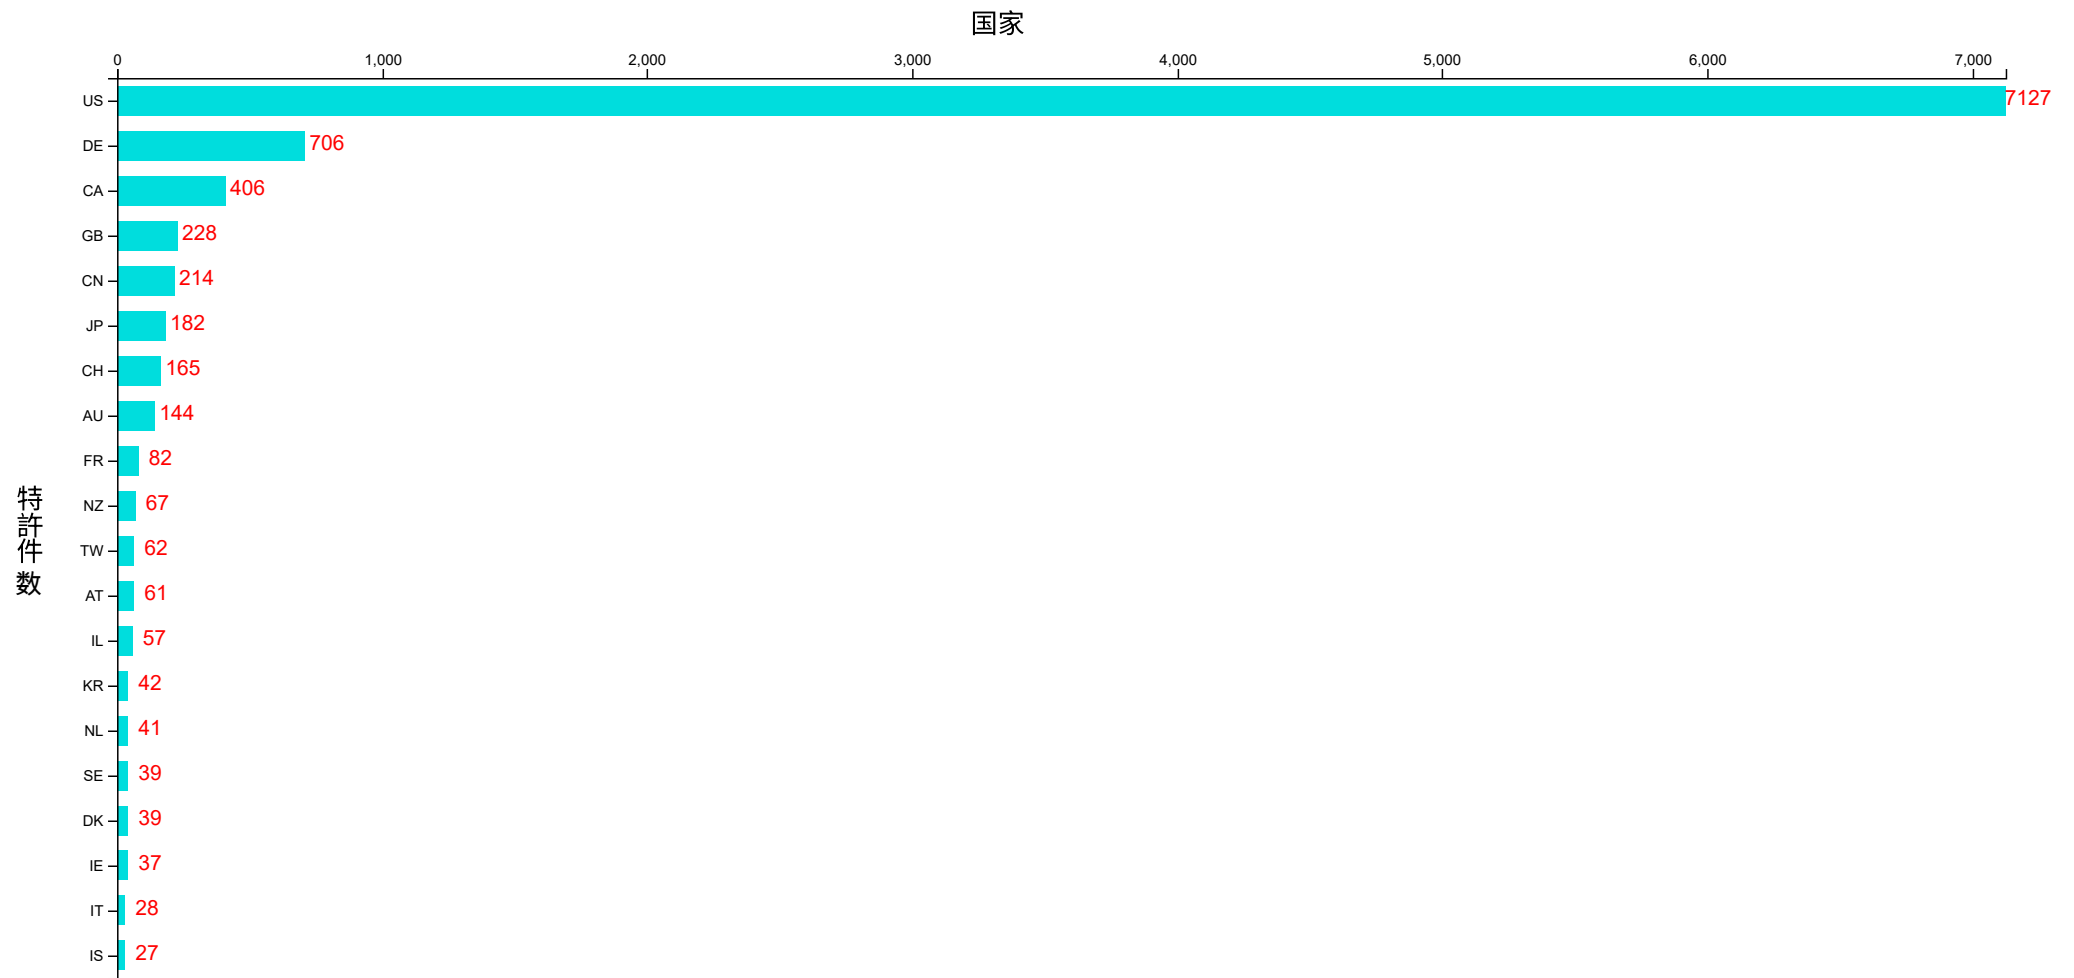 国家
0 1,000 2,000 3,000 4,000 5,000 6,000 7,000
US 7127
DE 706
CA 406
GB 228
CN 214
JP 182
CH 165
AU 144
FR 82
NZ 67
TW 62
AT 61
IL 57
KR 42
NL 41
SE 39
DK 39
IE 37
IT 28
IS 27
特許件数